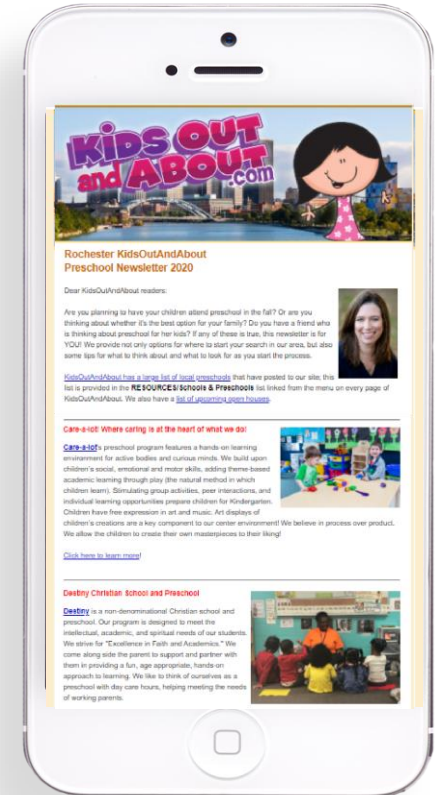 KIDS OUT
and ABOUT
.com
Rochester KidsOutAndAbout
Preschool Newsletter 2020
Dear KidsOutAndAbout readers:
Are you planning to have your children attend preschool in the fall? Or are you
thinking about whether it's the best option for your family? Do you have a friend who
is thinking about preschool for her kids? If any of these is true, this newsletter is for
YOU! We provide not only options for where to start your search in our area, but also
some tips for what to think about and what to look for as you start the process.
KidsOutAndAbout has a large list of local preschools that have posted to our site; this
list is provided in the RESOURCES/Schools & Preschools list linked from the menu on every page of
KidsOutAndAbout. We also have a list of upcoming open houses.
Care-a-lot! Where caring is at the heart of what we do!
Care-a-lot's preschool program features a hands-on learning
environment for active bodies and curious minds. We build upon
children's social, emotional and motor skills, adding theme-based
academic learning through play (the natural method in which
children learn). Stimulating group activities, peer interactions, and
individual learning opportunities prepare children for Kindergarten.
Children have free expression in art and music. Art displays of
children's creations are a key component to our center environment! We believe in process over product.
We allow the children to create their own masterpieces to their liking!
Click here to learn more!
Destiny Christian School and Preschool
Destiny is a non-denominational Christian school and
preschool. Our program is designed to meet the
intellectual, academic, and spiritual needs of our students.
We strive for "Excellence in Faith and Academics." We
come along side the parent to support and partner with
them in providing a fun, age appropriate, hands-on
approach to learning. We like to think of ourselves as a
preschool with day care hours, helping meeting the needs
of working parents.